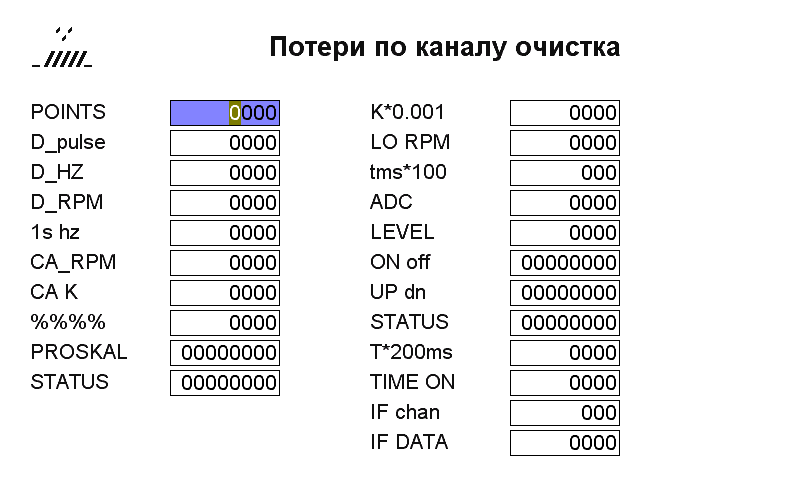 Потери по каналу очистка
POINTS 0000
D_pulse 0000
D_HZ 0000
D_RPM 0000
1s hz 0000
CA_RPM 0000
CA K 0000
%%%% 0000
PROSKAL 00000000
STATUS 00000000
K*0.001 0000
LO RPM 0000
tms*100 000
ADC 0000
LEVEL 0000
ON off 00000000
UP dn 00000000
STATUS 00000000
T*200ms 0000
TIME ON 0000
IF chan 000
IF DATA 0000